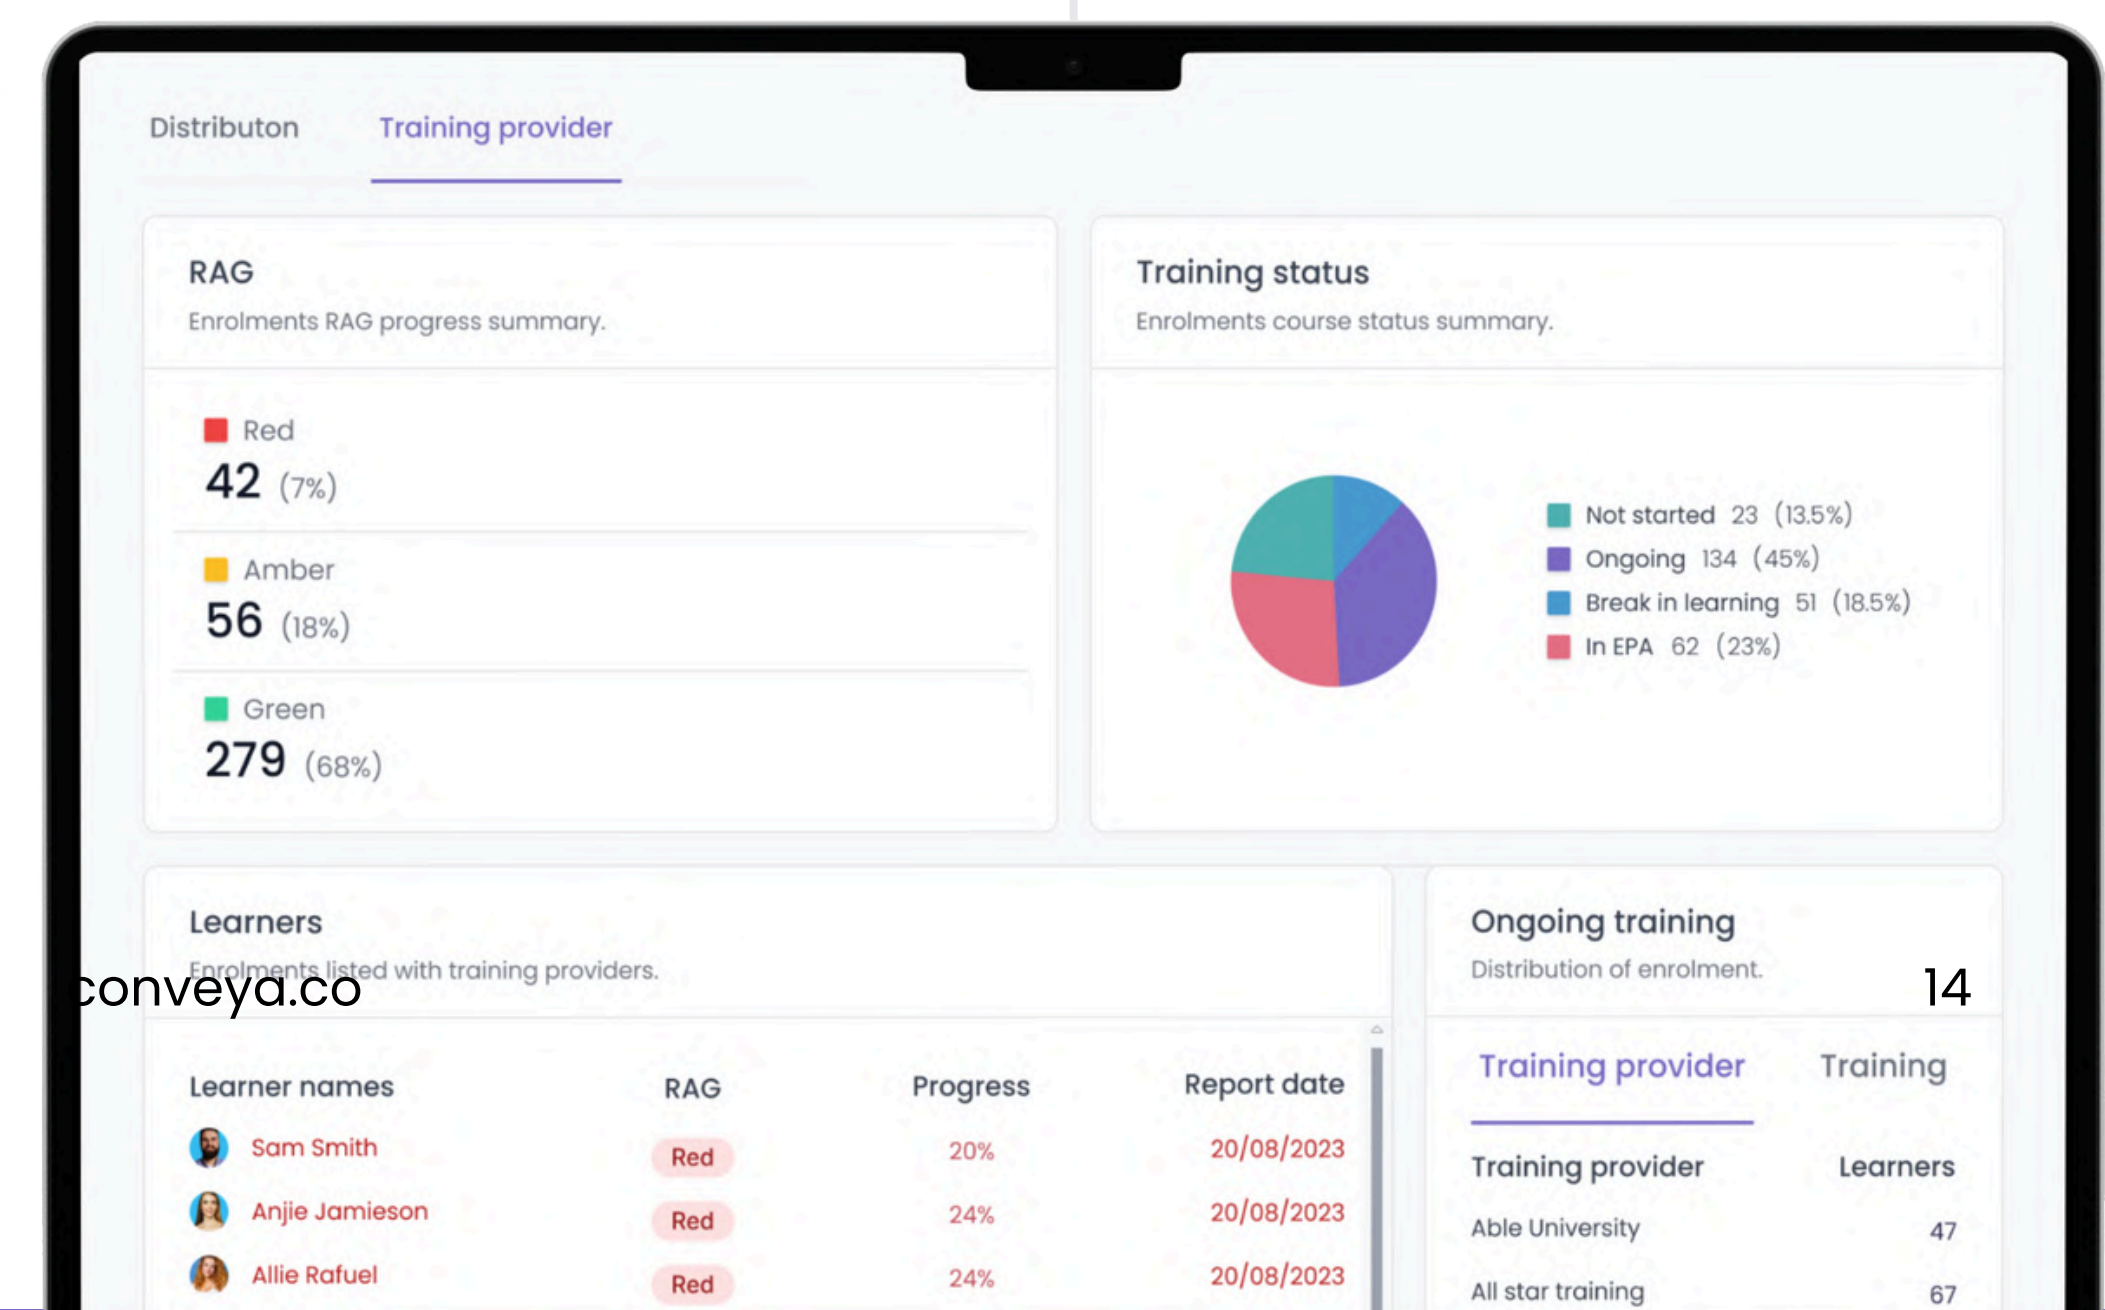 Distributon Training provider
RAG
Enrolments RAG progress summary.
Red
42 (7%)
Amber
56 (18%)
Green
279 (68%)
Training status
Enrolments course status summary.
Not started 23 (13.5%)
Ongoing 134 (45%)
Break in learning 51 (18.5%)
In EPA 62 (23%)
Learners
Enrolments listed with training providers.
conveya.co
Learner names RAG Progress Report date
Sam Smith Red 20% 20/08/2023
Anjie Jamieson Red 24% 20/08/2023
Allie Rafuel Red 24% 20/08/2023
Ongoing training
Distribution of enrolment.
14
Training provider Training
Training provider Learners
Able University 47
All star training 67